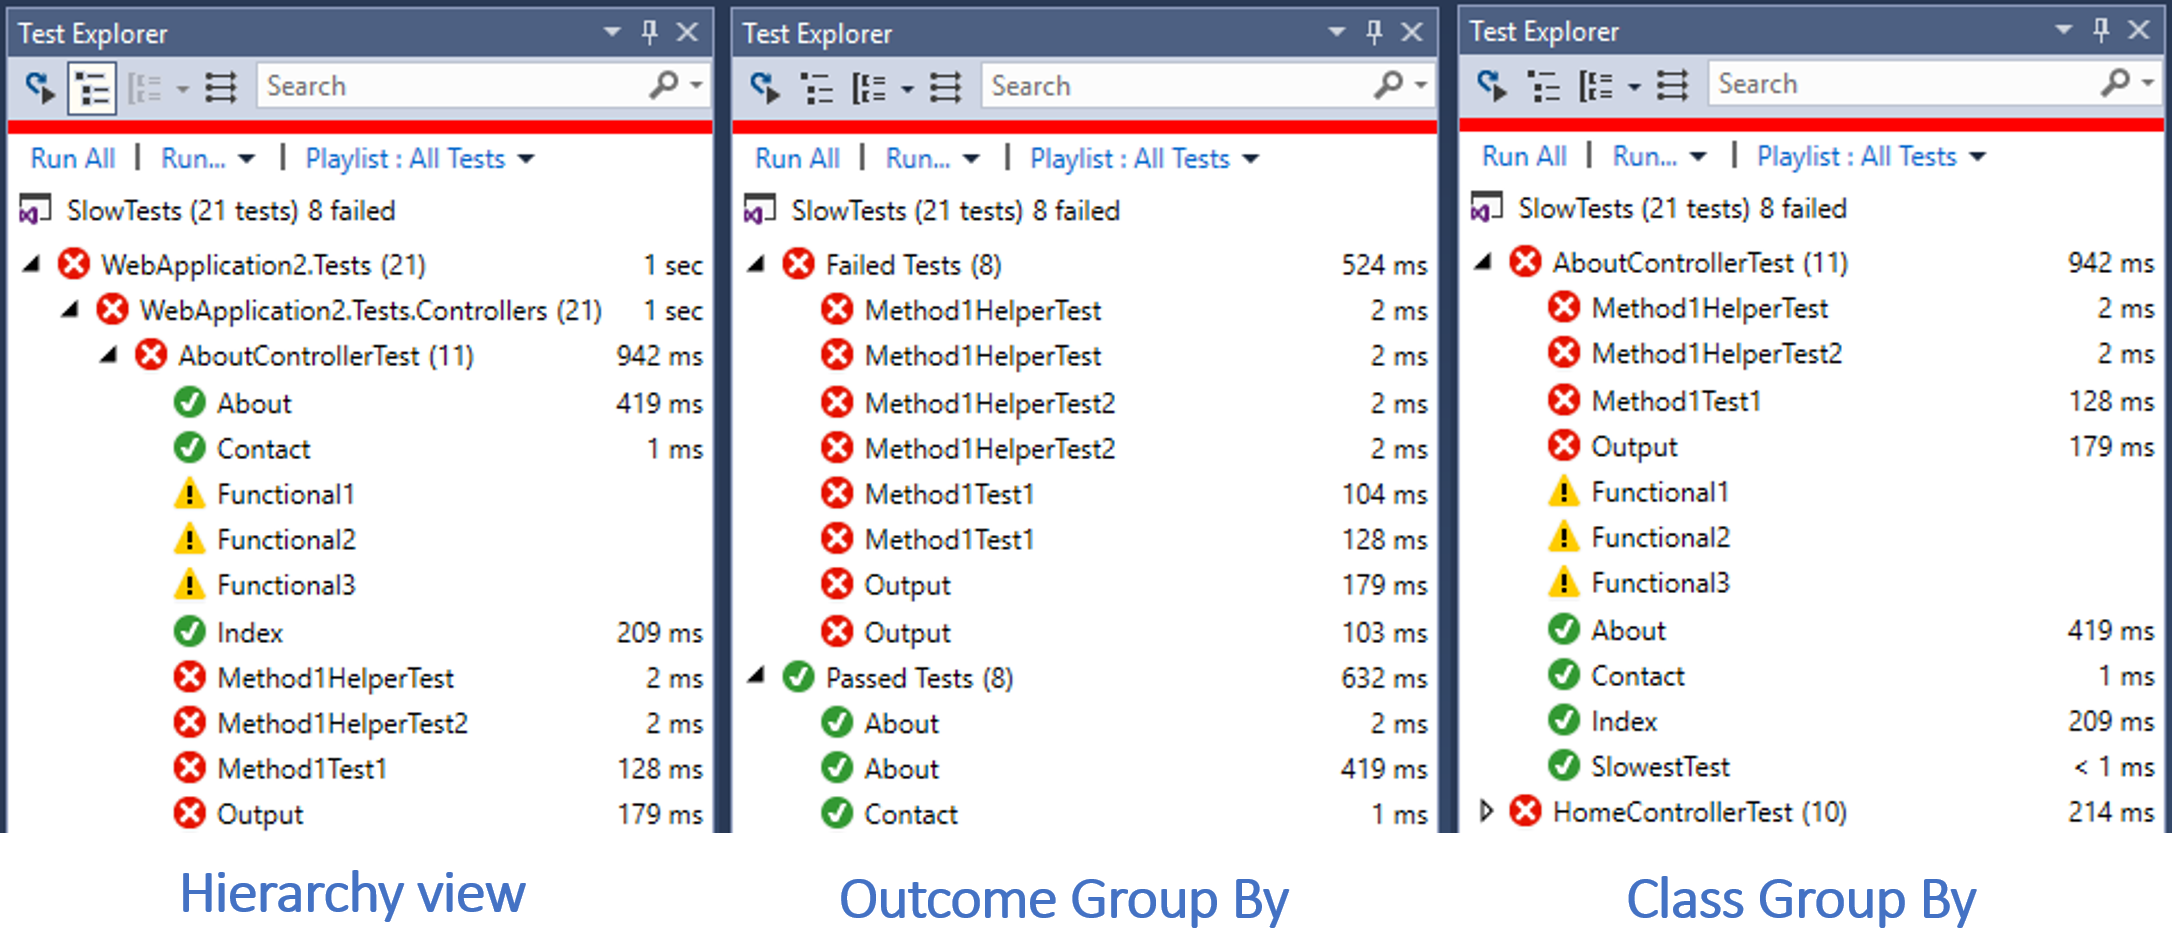 Test Explorer
Search
Run All | Run... | Playlist : All Tests
SlowTests (21 tests) 8 failed
WebApplication2.Tests (21) 1 sec
WebApplication2.Tests.Controllers (21) 1 sec
AboutControllerTest (11) 942 ms
About 419 ms
Contact 1 ms
Functional1
Functional2
Functional3
Index 209 ms
Method1HelperTest 2 ms
Method1HelperTest2 2 ms
Method1Test1 128 ms
Output 179 ms
Hierarchy view
Test Explorer
Search
Run All | Run... | Playlist : All Tests
SlowTests (21 tests) 8 failed
Failed Tests (8) 524 ms
Method1HelperTest 2 ms
Method1HelperTest 2 ms
Method1HelperTest2 2 ms
Method1HelperTest2 2 ms
Method1Test1 104 ms
Method1Test1 128 ms
Output 179 ms
Output 103 ms
Passed Tests (8) 632 ms
About 2 ms
About 419 ms
Contact 1 ms
Outcome Group By
Test Explorer
Search
Run All | Run... | Playlist : All Tests
SlowTests (21 tests) 8 failed
AboutControllerTest (11) 942 ms
Method1HelperTest 2 ms
Method1HelperTest2 2 ms
Method1Test1 128 ms
Output 179 ms
Functional1
Functional2
Functional3
About 419 ms
Contact 1 ms
Index 209 ms
SlowestTest < 1 ms
HomeControllerTest (10) 214 ms
Class Group By